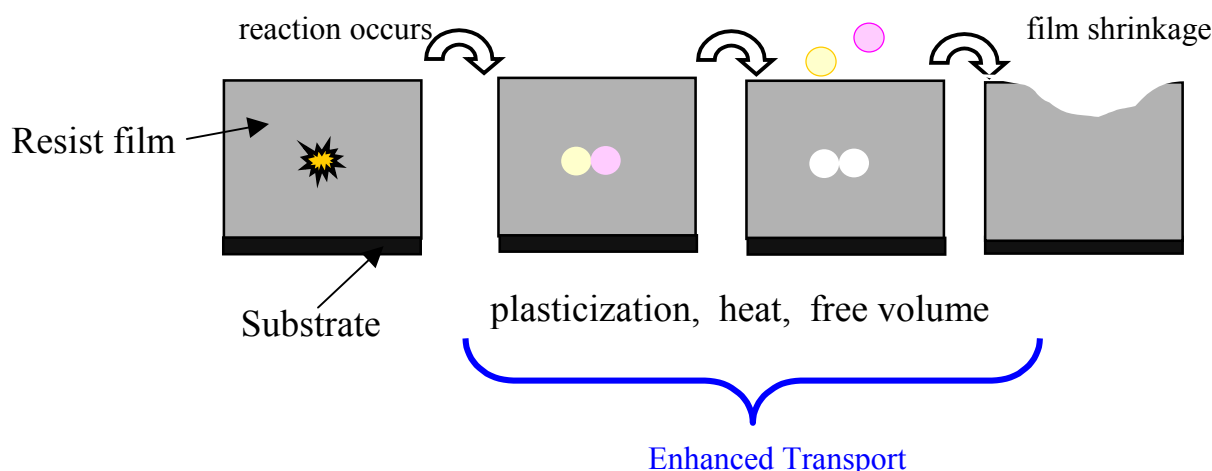 reaction occurs
film shrinkage
Resist film
Substrate
plasticization, heat, free volume
Enhanced Transport